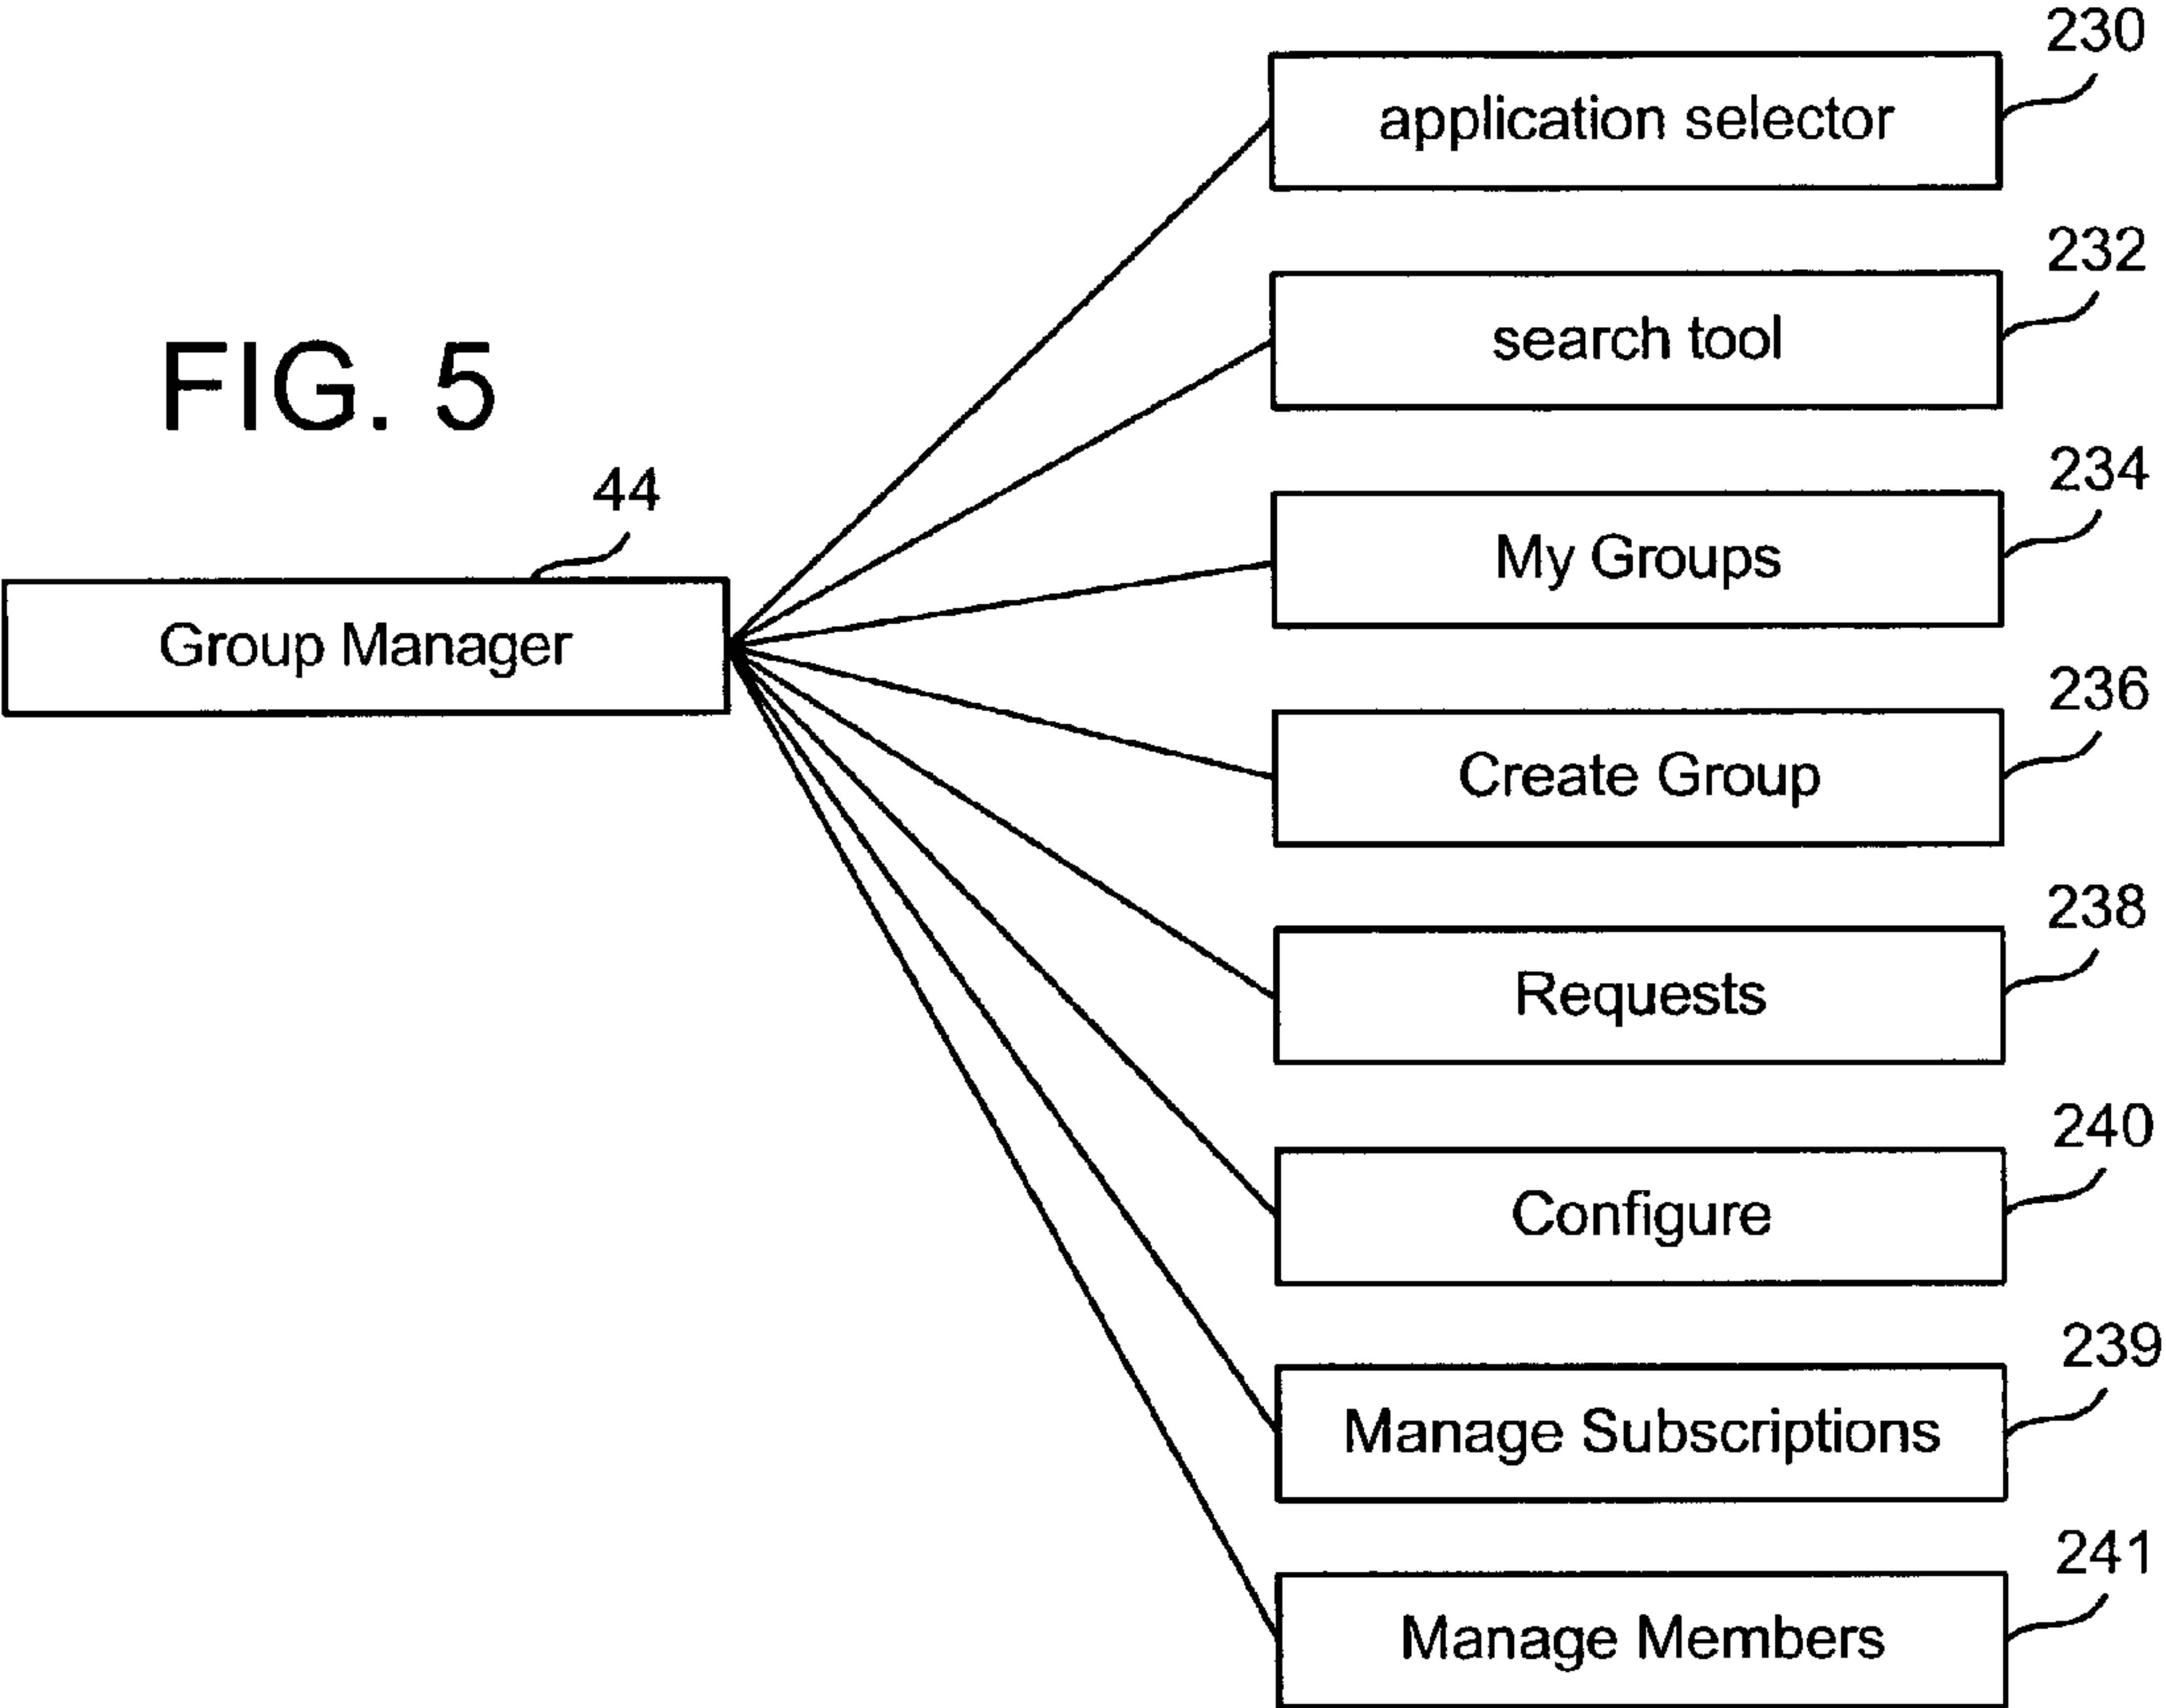 230
application selector
232
search tool
FIG. 5
234
44
My Groups
Group Manager
236
Create Group
238
Requests
240
Configure
239
Manage Subscriptions
241
Manage Members